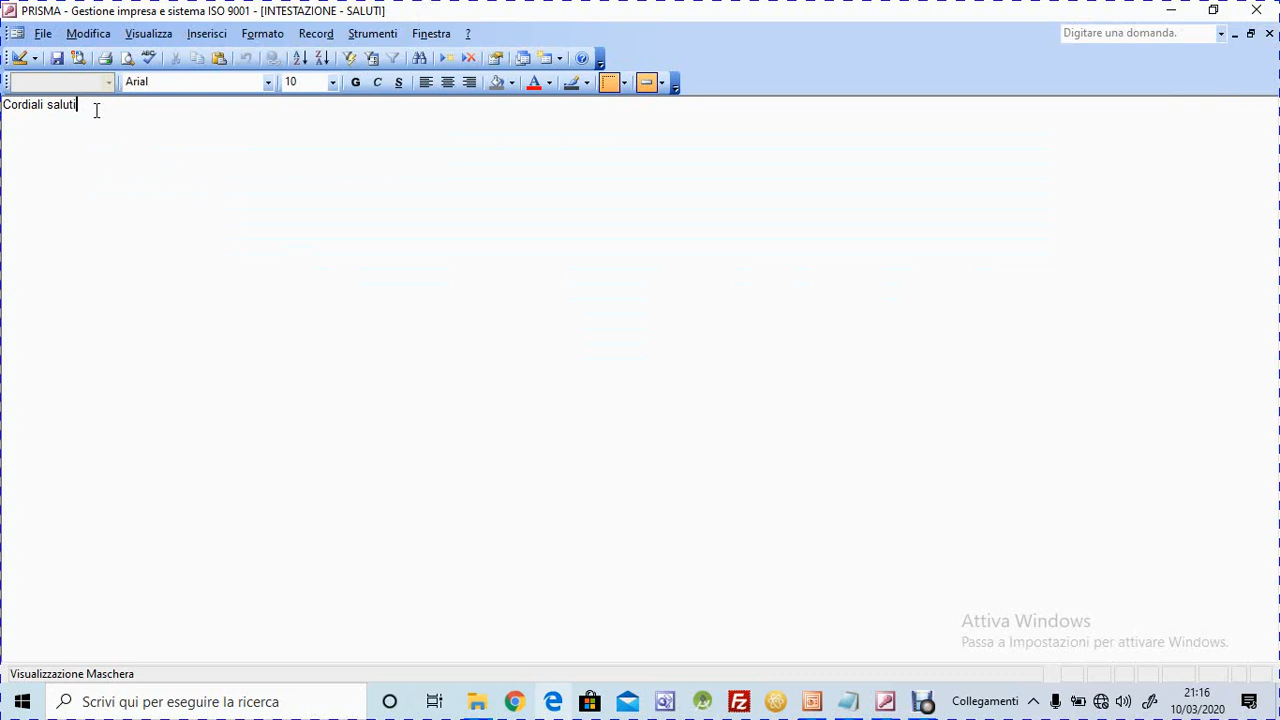 PRISMA - Gestione impresa e sistema ISO 9001 - [INTESTAZIONE - SALUTI]
File Modifica Visualizza Inserisci Formato Record Strumenti Finestra ? Digitare una domanda.
Arial 10 G C S A
Cordiali saluti
Attiva Windows
Passa a Impostazioni per attivare Windows.
Visualizzazione Maschera
Scrivi qui per eseguire la ricerca Collegamenti 21:16
10/03/2020